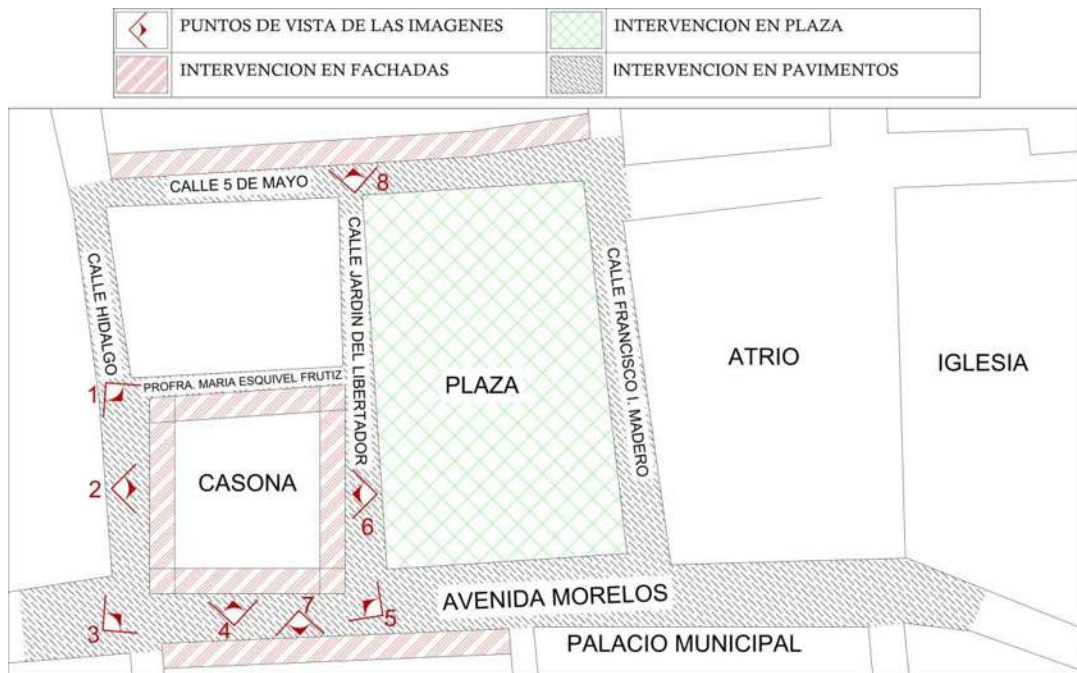 PUNTOS DE VISTA DE LAS IMAGENES
INTERVENCION EN PLAZA
INTERVENCION EN FACHADAS
INTERVENCION EN PAVIMENTOS
CALLE 5 DE MAYO
8
CALLE HIDALGO
CALLE JARDIN DEL LIBERTADOR
CALLE FRANCISCO I. MADERO
ATRIO
IGLESIA
PLAZA
1
PROFRA. MARIA ESQUIVEL FRUTIZ
2
CASONA
6
3
4
7
5
AVENIDA MORELOS
PALACIO MUNICIPAL